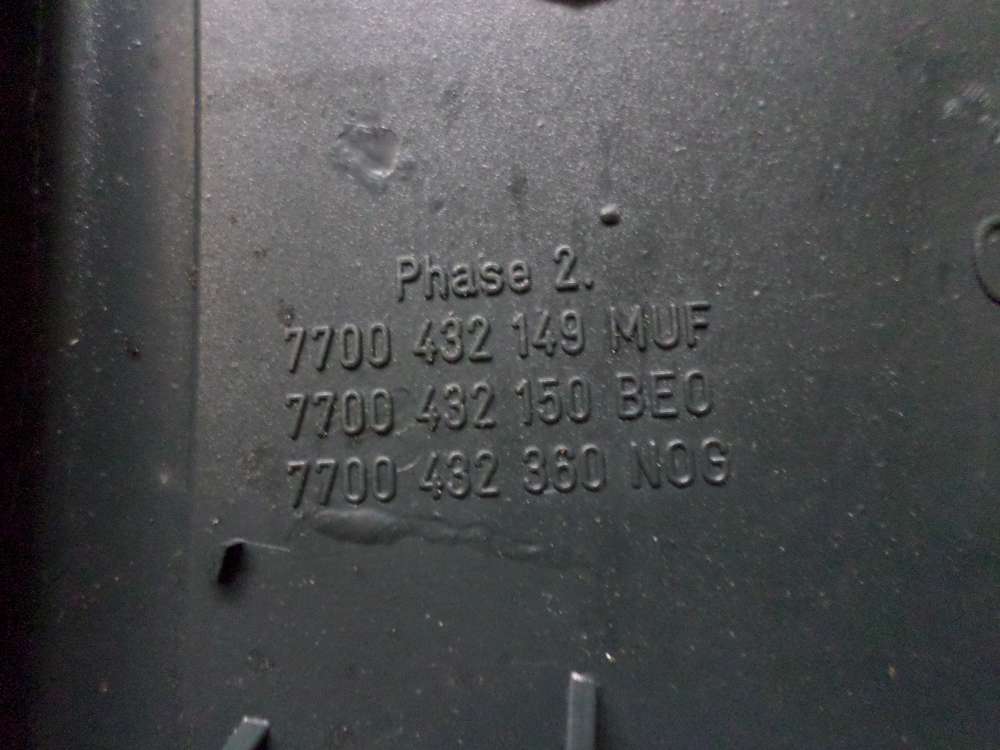 Phase 2.
7700 432 149 MUF
7700 432 150 BEO
7700 432 360 NOG